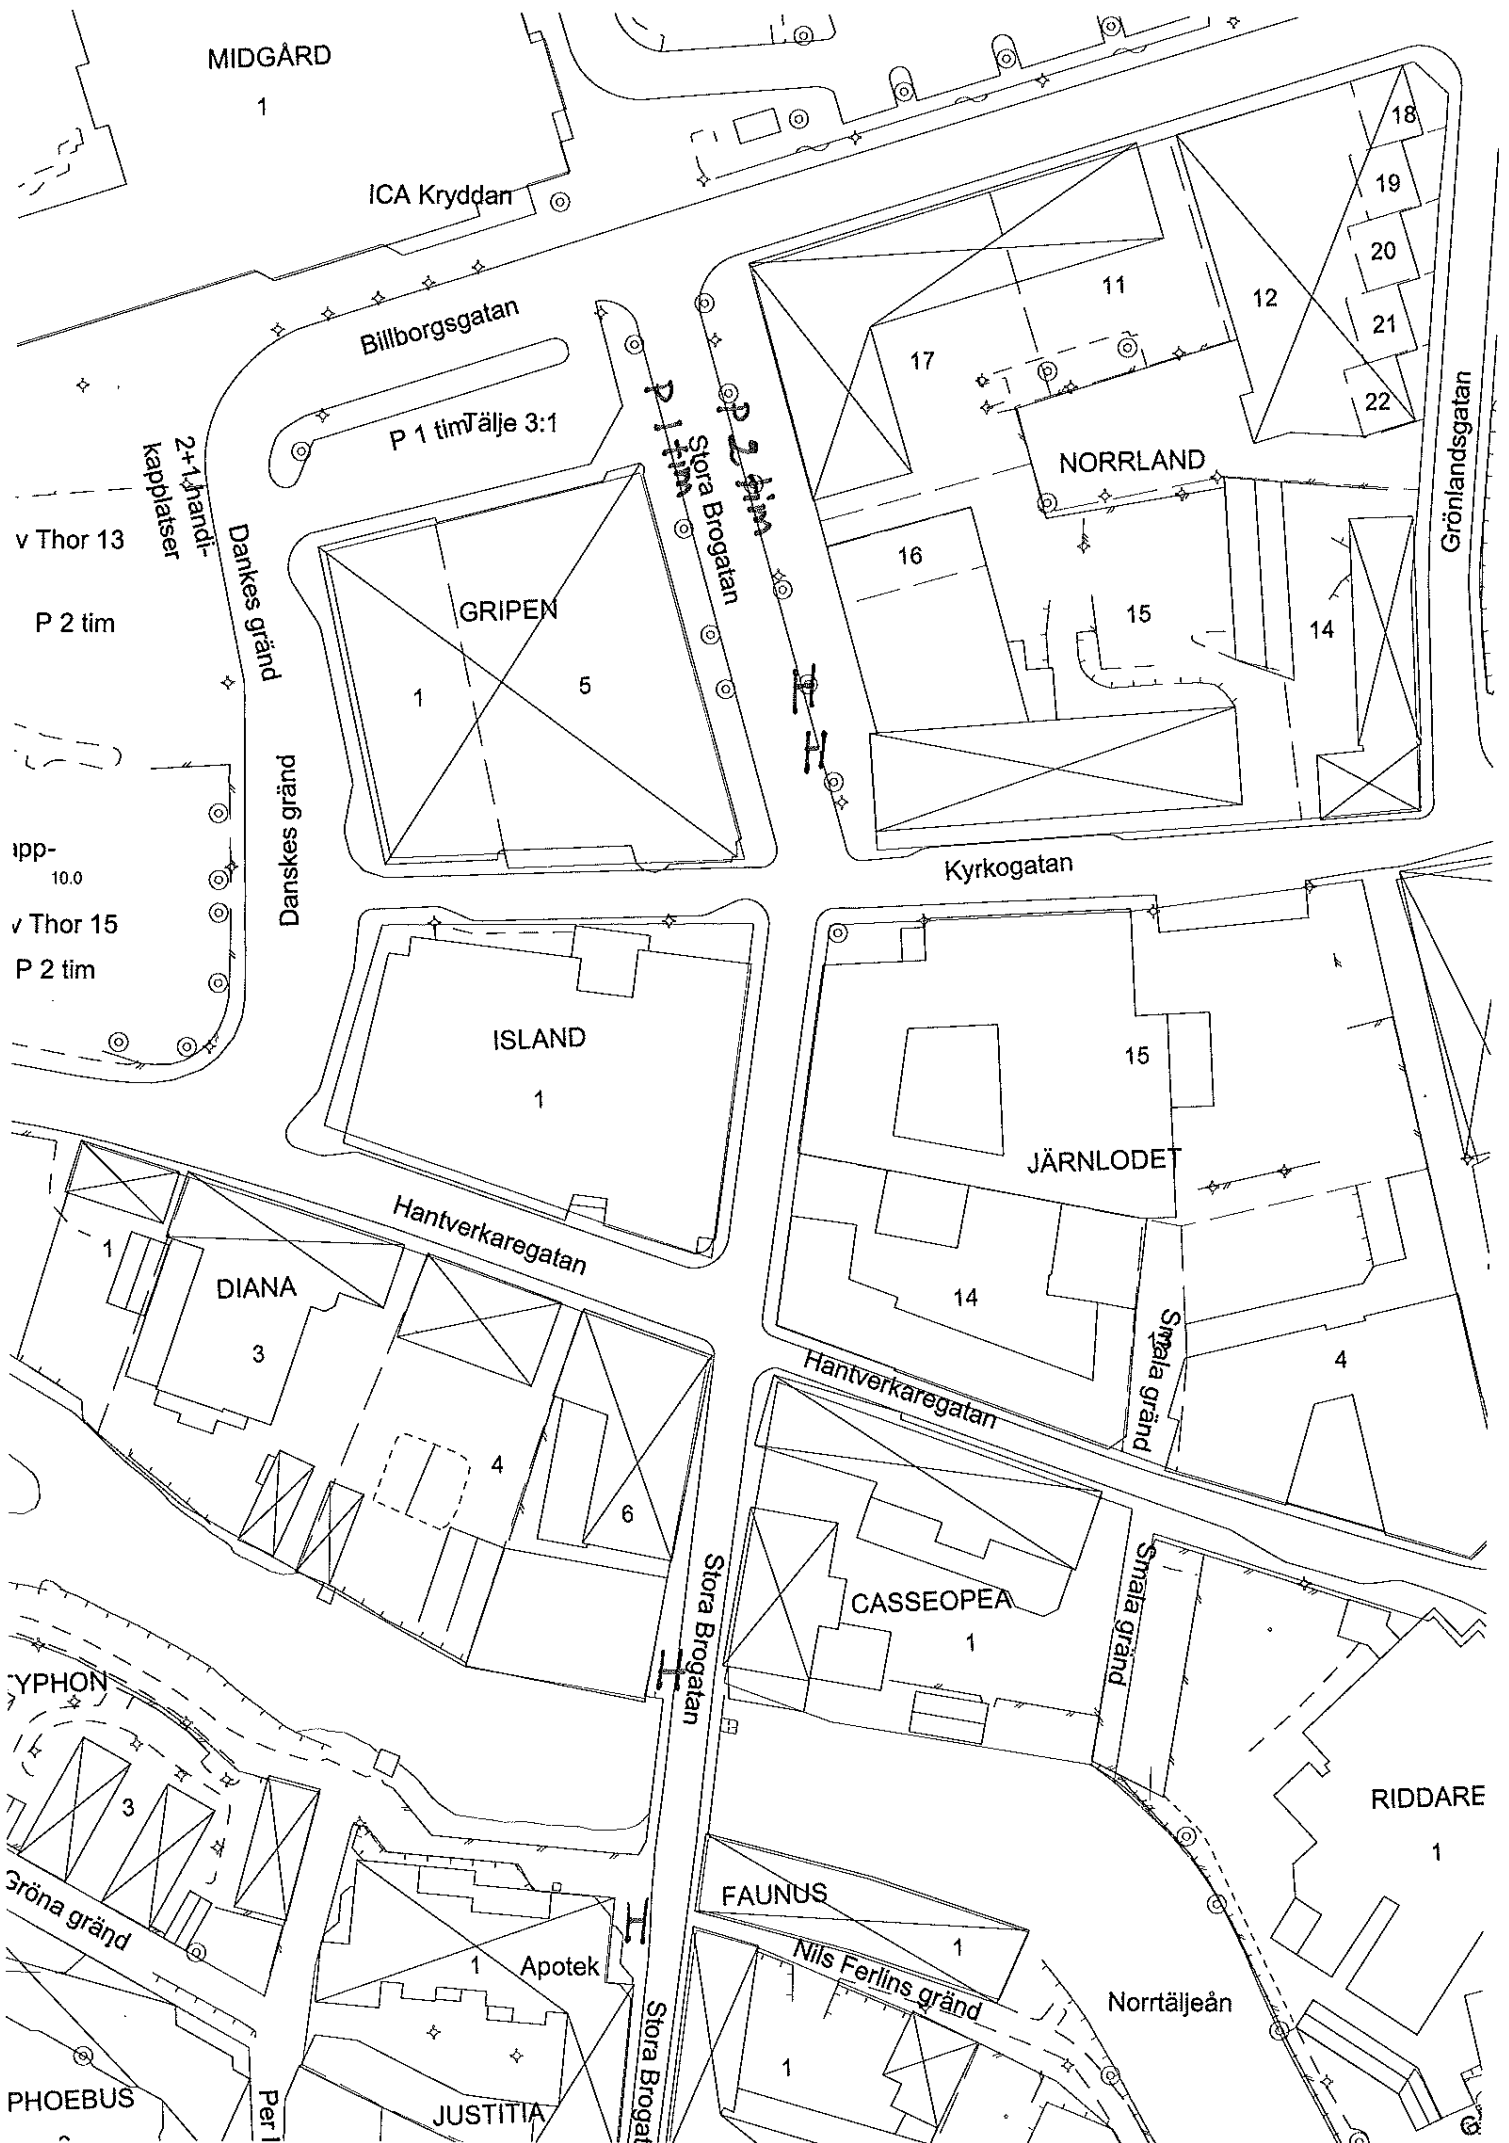 MIDGÅRD
1
ICA Kryddan
18
19
20
21
22
12
11
17
Billborgsgatan
P 1 tim
Tälje 3:1
P 1 tim
P 2 tim
Stora Brogatan
2+1 handi-
kapplatser
NORRLAND
Grönlandsgatan
v Thor 13
P 2 tim
Dankes gränd
GRIPEN
1
5
16
15
14
H
H
Danskes gränd
app-
10.0
v Thor 15
P 2 tim
Kyrkogatan
ISLAND
1
15
JÄRNLODET
Hantverkaregatan
1
DIANA
3
14
Smala gränd
4
Hantverkaregatan
4
6
Stora Brogatan
CASSEOPEA
1
Smala gränd
H
TYPHON
3
RIDDARE
1
Gröna gränd
FAUNUS
1
H
1
Apotek
Nils Ferlins gränd
Norrtäljeån
Stora Brogat
1
PHOEBUS
Per
JUSTITIA